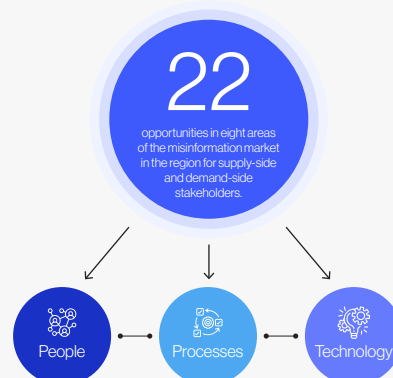 22
opportunities in eight areas
of the misinformation market
in the region for supply-side
and demand-side
stakeholders.
People
Processes
Technology